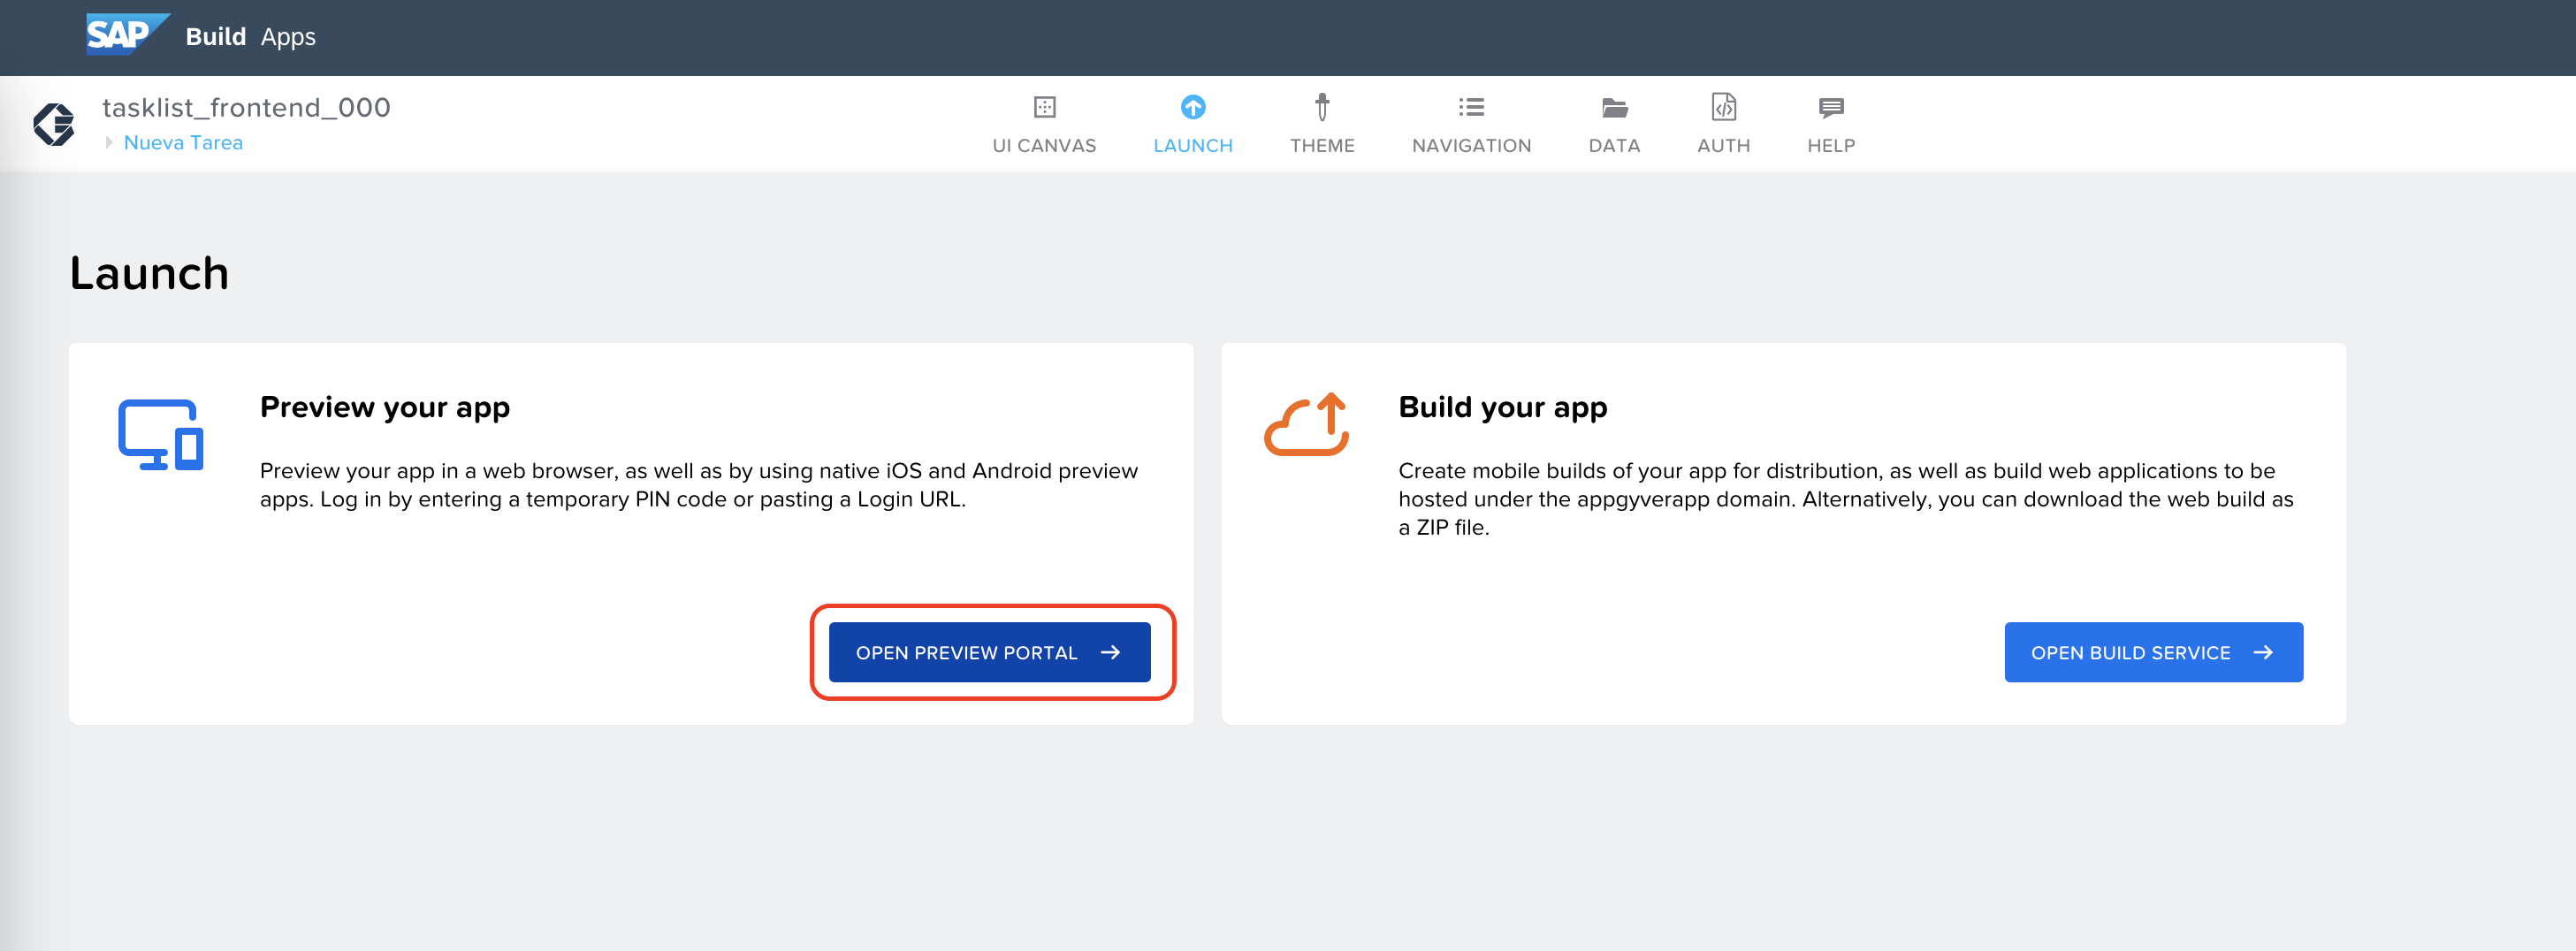 SAP Build Apps
tasklist_frontend_000
Nueva Tarea
UI CANVAS
LAUNCH
THEME
NAVIGATION
DATA
AUTH
HELP
Launch
Preview your app
Preview your app in a web browser, as well as by using native iOS and Android preview
apps. Log in by entering a temporary PIN code or pasting a Login URL.
OPEN PREVIEW PORTAL
Build your app
Create mobile builds of your app for distribution, as well as build web applications to be
hosted under the appgyverapp domain. Alternatively, you can download the web build as
a ZIP file.
OPEN BUILD SERVICE